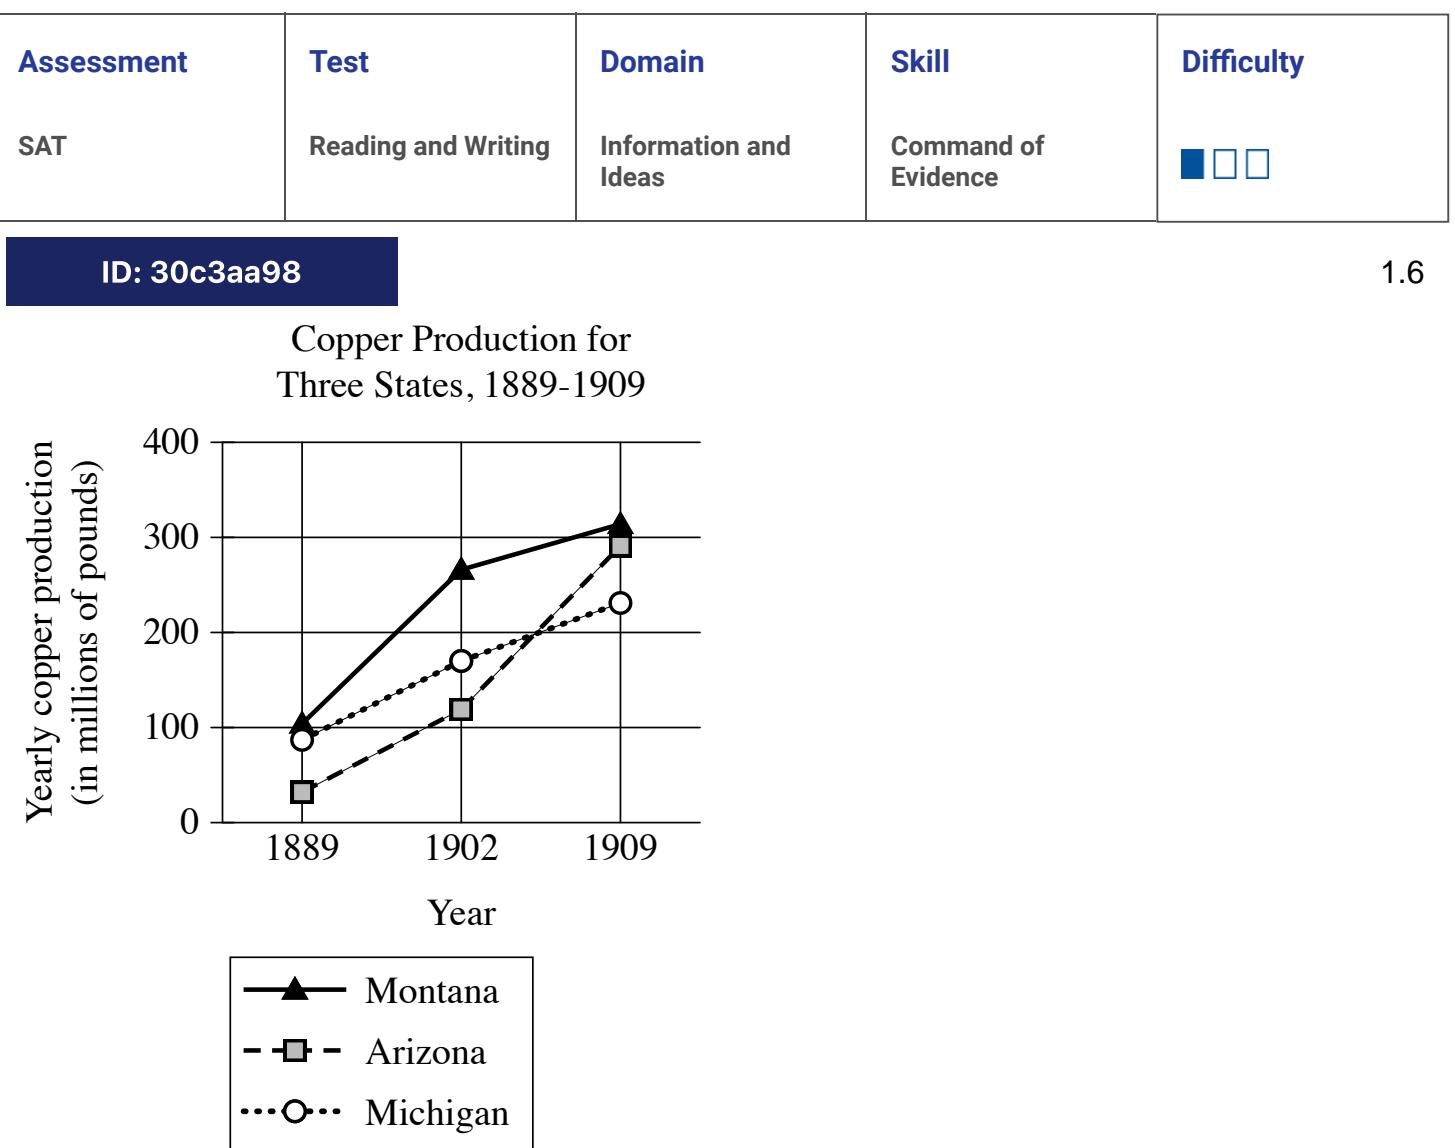 Assessment
Test
Domain
Skill
Difficulty
SAT
Reading and Writing
Information and
Ideas
Command of
Evidence
ID: 30c3aa98
1.6
Copper Production for
Three States, 1889-1909
Yearly copper production
(in millions of pounds)
400
300
200
100
0
1889
1902
1909
Year
Montana
Arizona
Michigan